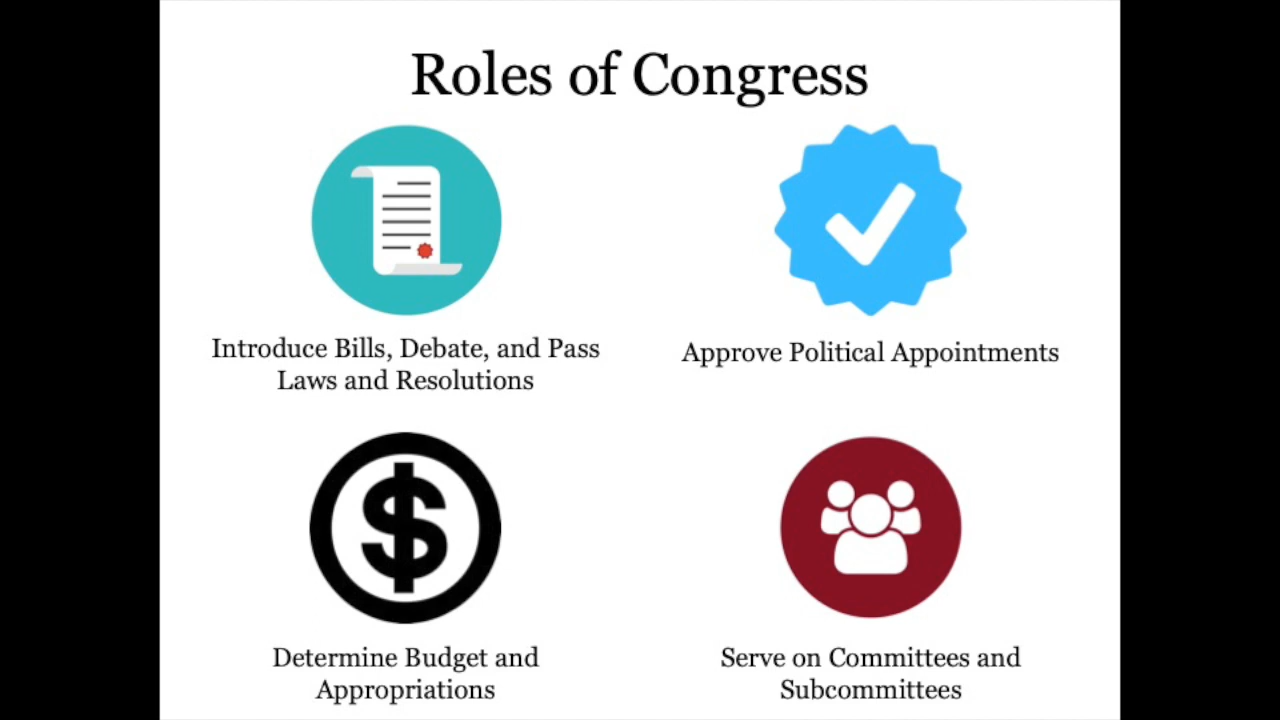 Roles of Congress
Introduce Bills, Debate, and Pass
Laws and Resolutions
Approve Political Appointments
Determine Budget and
Appropriations
Serve on Committees and
Subcommittees